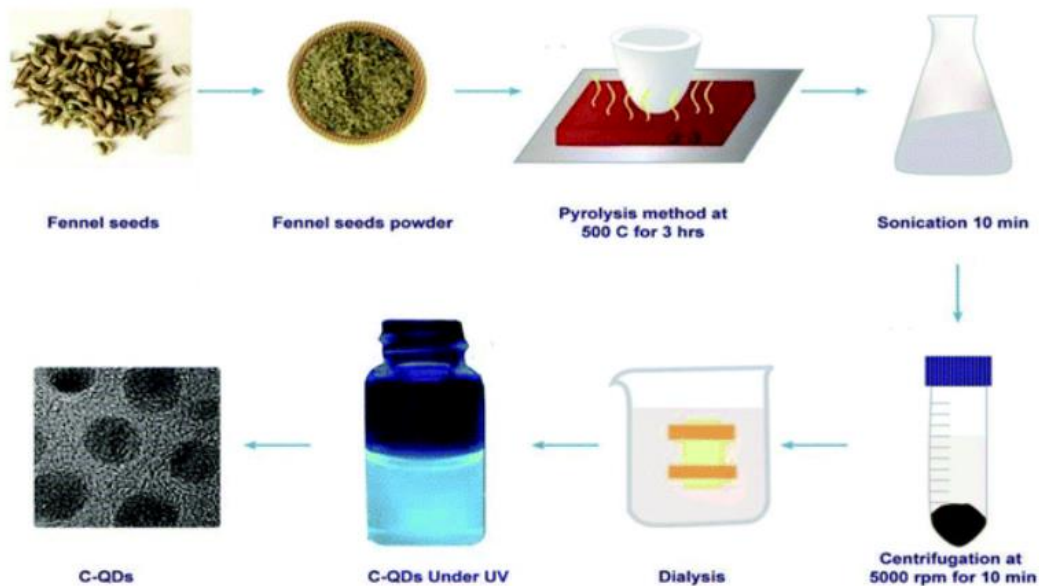 Fennel seeds
Fennel seeds powder
Pyrolysis method at
500 C for 3 hrs
Sonication 10 min
Centrifugation at
5000 rpm for 10 min
Dialysis
C-QDs Under UV
C-QDs